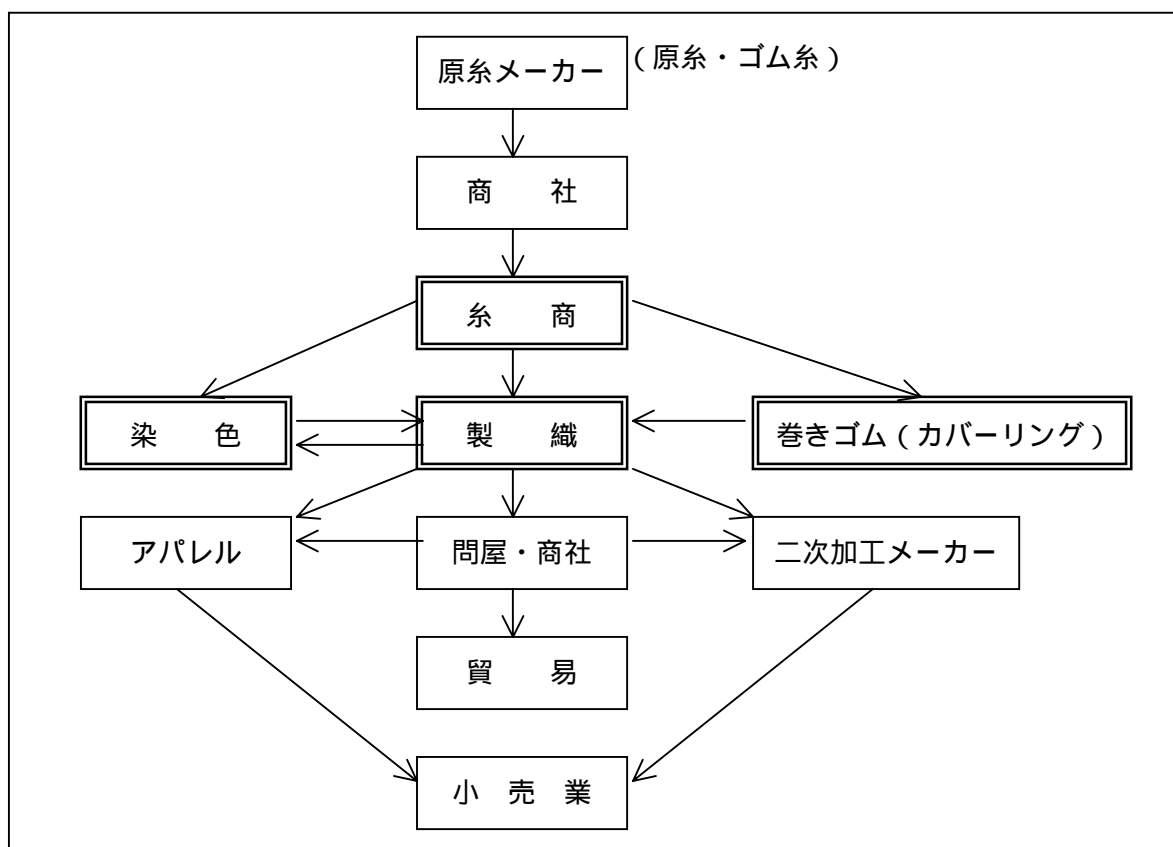 原糸メーカー
(原糸・ゴム糸)
商　社
糸　商
染　色
製　織
巻きゴム(カバーリング)
アパレル
問屋・商社
二次加工メーカー
貿　易
小　売　業